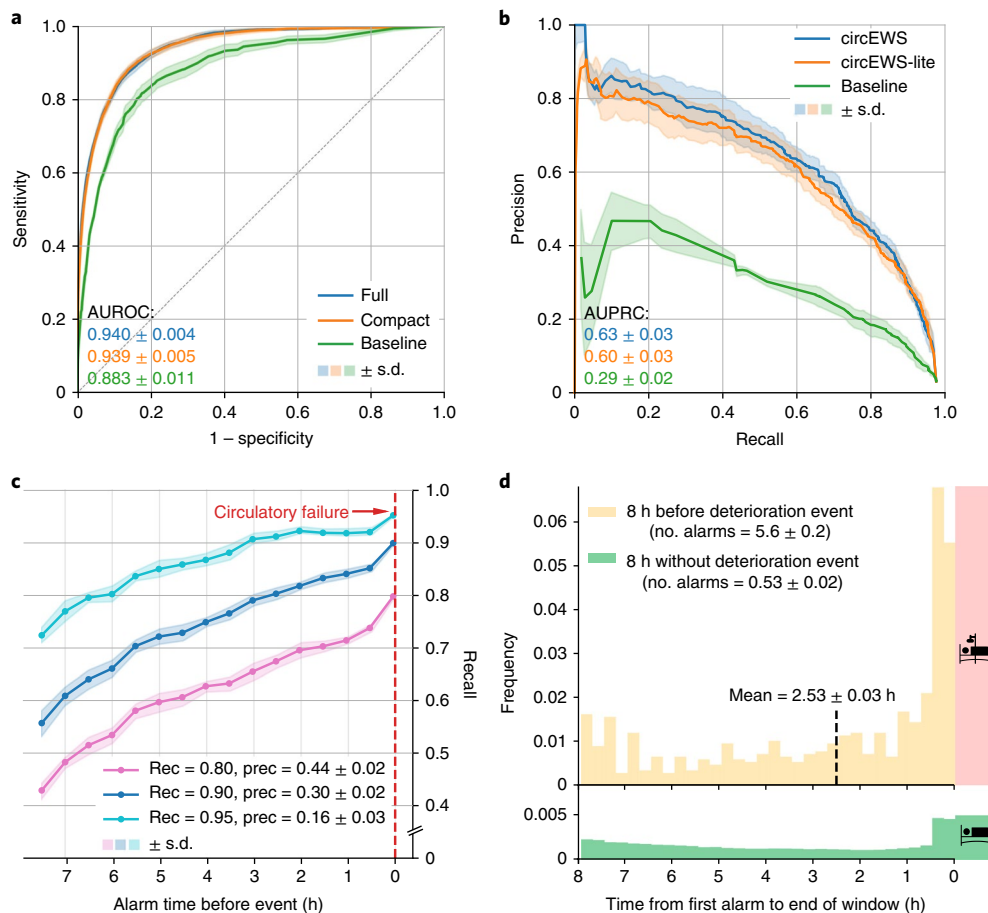 a
1.0
0.8
0.6
0.4
0.2
0
Sensitivity
AUROC:
0.940 ± 0.004
0.939 ± 0.005
0.883 ± 0.011
Full
Compact
Baseline
± s.d.
0
0.2
0.4
0.6
0.8
1.0
1 – specificity
b
1.0
0.8
0.6
0.4
0.2
0
Precision
circEWS
circEWS-lite
Baseline
± s.d.
AUPRC:
0.63 ± 0.03
0.60 ± 0.03
0.29 ± 0.02
0
0.2
0.4
0.6
0.8
1.0
Recall
c
Circulatory failure
1.0
0.9
0.8
0.7
0.6
0.5
0.4
0
Recall
Rec = 0.80, prec = 0.44 ± 0.02
Rec = 0.90, prec = 0.30 ± 0.02
Rec = 0.95, prec = 0.16 ± 0.03
± s.d.
7
6
5
4
3
2
1
0
Alarm time before event (h)
d
0.06
0.05
0.04
0.03
0.02
0.01
0
Frequency
8 h before deterioration event
(no. alarms = 5.6 ± 0.2)
8 h without deterioration event
(no. alarms = 0.53 ± 0.02)
Mean = 2.53 ± 0.03 h
0.005
0
8
7
6
5
4
3
2
1
0
Time from first alarm to end of window (h)